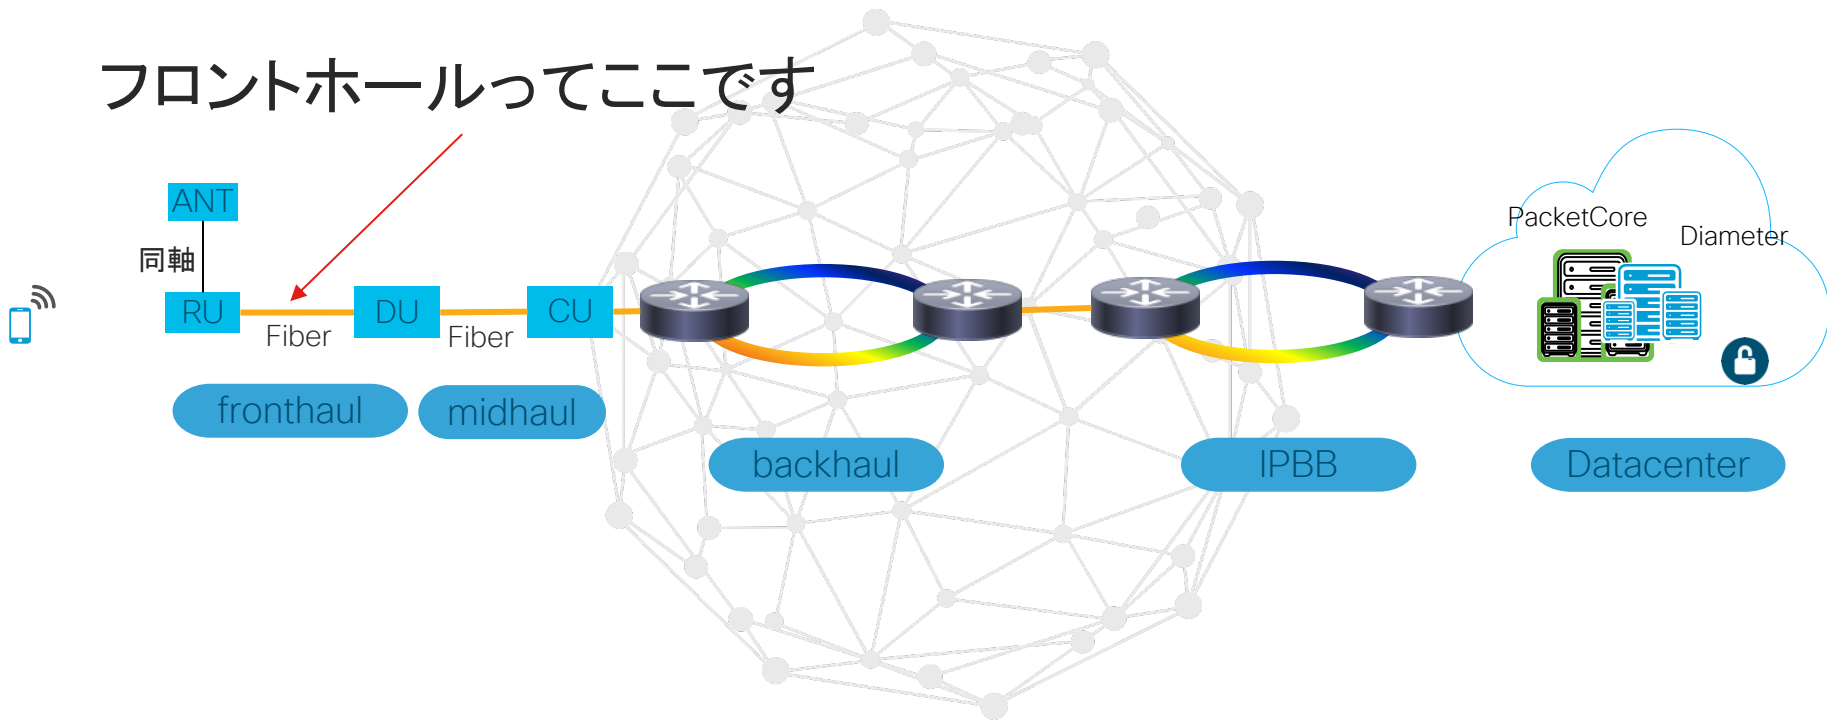 フロントホールってここです
ANT
同軸
RU
Fiber
DU
Fiber
CU
fronthaul
midhaul
backhaul
IPBB
PacketCore
Diameter
Datacenter